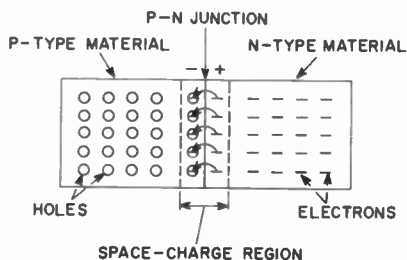 P-N JUNCTION
P-TYPE MATERIAL
N-TYPE MATERIAL
- +
HOLES
ELECTRONS
SPACE-CHARGE REGION